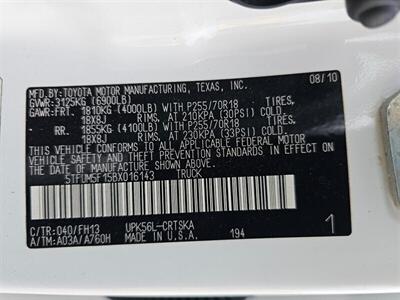 MFD. BY: 08/10
TOYOTA MOTOR MANUFACTURING, TEXAS, INC.
GVWR: 3125KG (6900LB)
GAWR: FRT. 1810KG (4000LB) WITH P255/70R18 TIRES,
18X8J RIMS, AT 210KPA (30PSI) COLD.
RR. 1855KG (4100LB) WITH P255/70R18 TIRES,
18X8J RIMS, AT 230KPA (33PSI) COLD.
THIS VEHICLE CONFORMS TO ALL APPLICABLE FEDERAL MOTOR
VEHICLE SAFETY AND THEFT PREVENTION STANDARDS IN EFFECT ON
THE DATE OF MANUFACTURE SHOWN ABOVE.
5TFUM5F15BX016143 TRUCK
C/TR: 040/FH13 UPK56L-CRTSKA
A/TM: A03A/A760H MADE IN U.S.A. 194 1